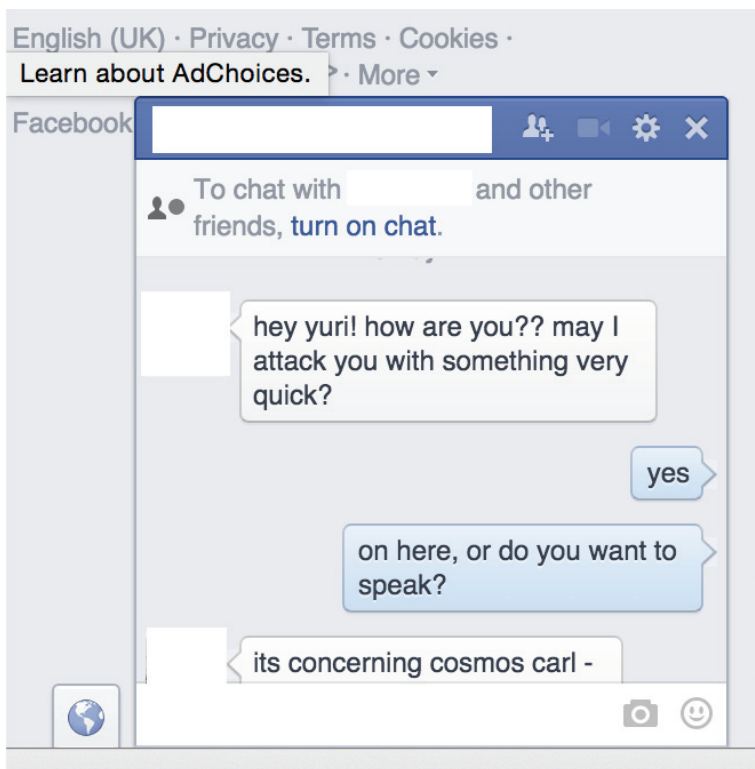 English (UK) · Privacy · Terms · Cookies ·
Learn about AdChoices.
· More
Facebook
To chat with and other
friends, turn on chat.
hey yuri! how are you?? may I
attack you with something very
quick?
yes
on here, or do you want to
speak?
its concerning cosmos carl -